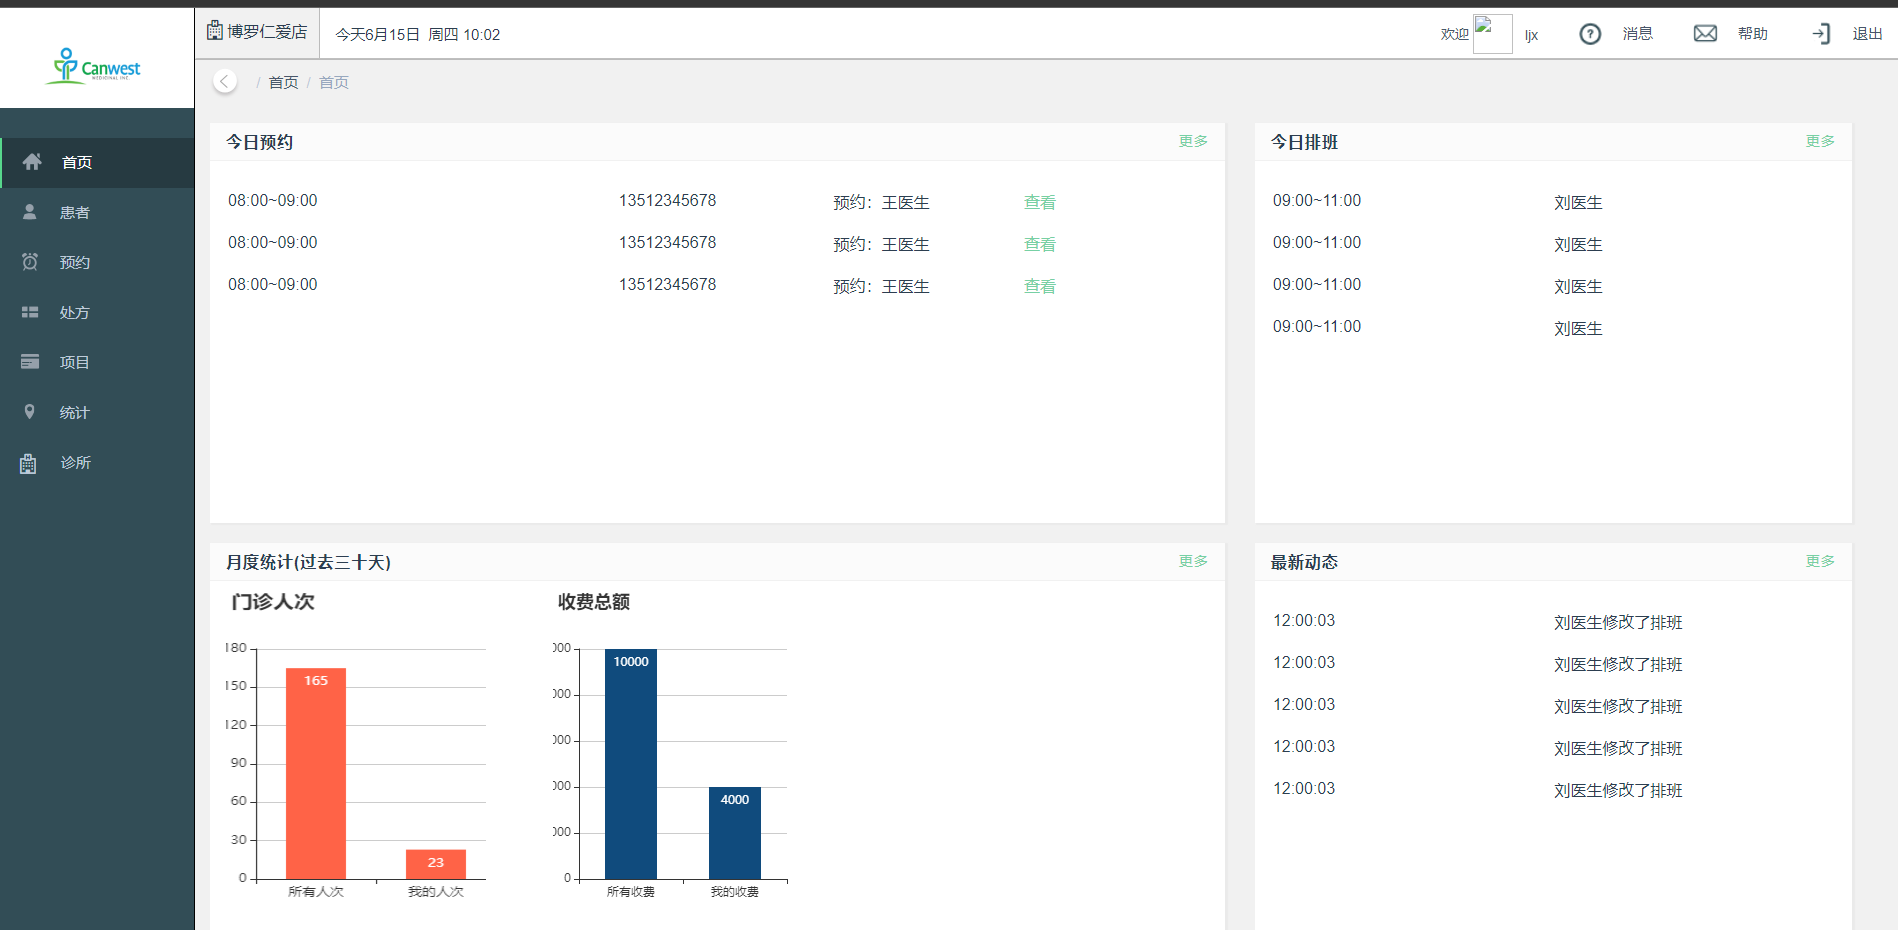 Canwest
MEDICINAL INC.
博罗仁爱店
今天6月15日 周四 10:02
欢迎 ljx
消息
帮助
退出
/ 首页 / 首页
首页
患者
预约
处方
项目
统计
诊所
今日预约 更多
08:00~09:00 13512345678 预约：王医生 查看
08:00~09:00 13512345678 预约：王医生 查看
08:00~09:00 13512345678 预约：王医生 查看
今日排班 更多
09:00~11:00 刘医生
09:00~11:00 刘医生
09:00~11:00 刘医生
09:00~11:00 刘医生
月度统计(过去三十天) 更多
门诊人次
180
150
120
90
60
30
0
165
23
所有人次 我的人次
收费总额
000
000
000
000
000
0
10000
4000
所有收费 我的收费
最新动态 更多
12:00:03 刘医生修改了排班
12:00:03 刘医生修改了排班
12:00:03 刘医生修改了排班
12:00:03 刘医生修改了排班
12:00:03 刘医生修改了排班